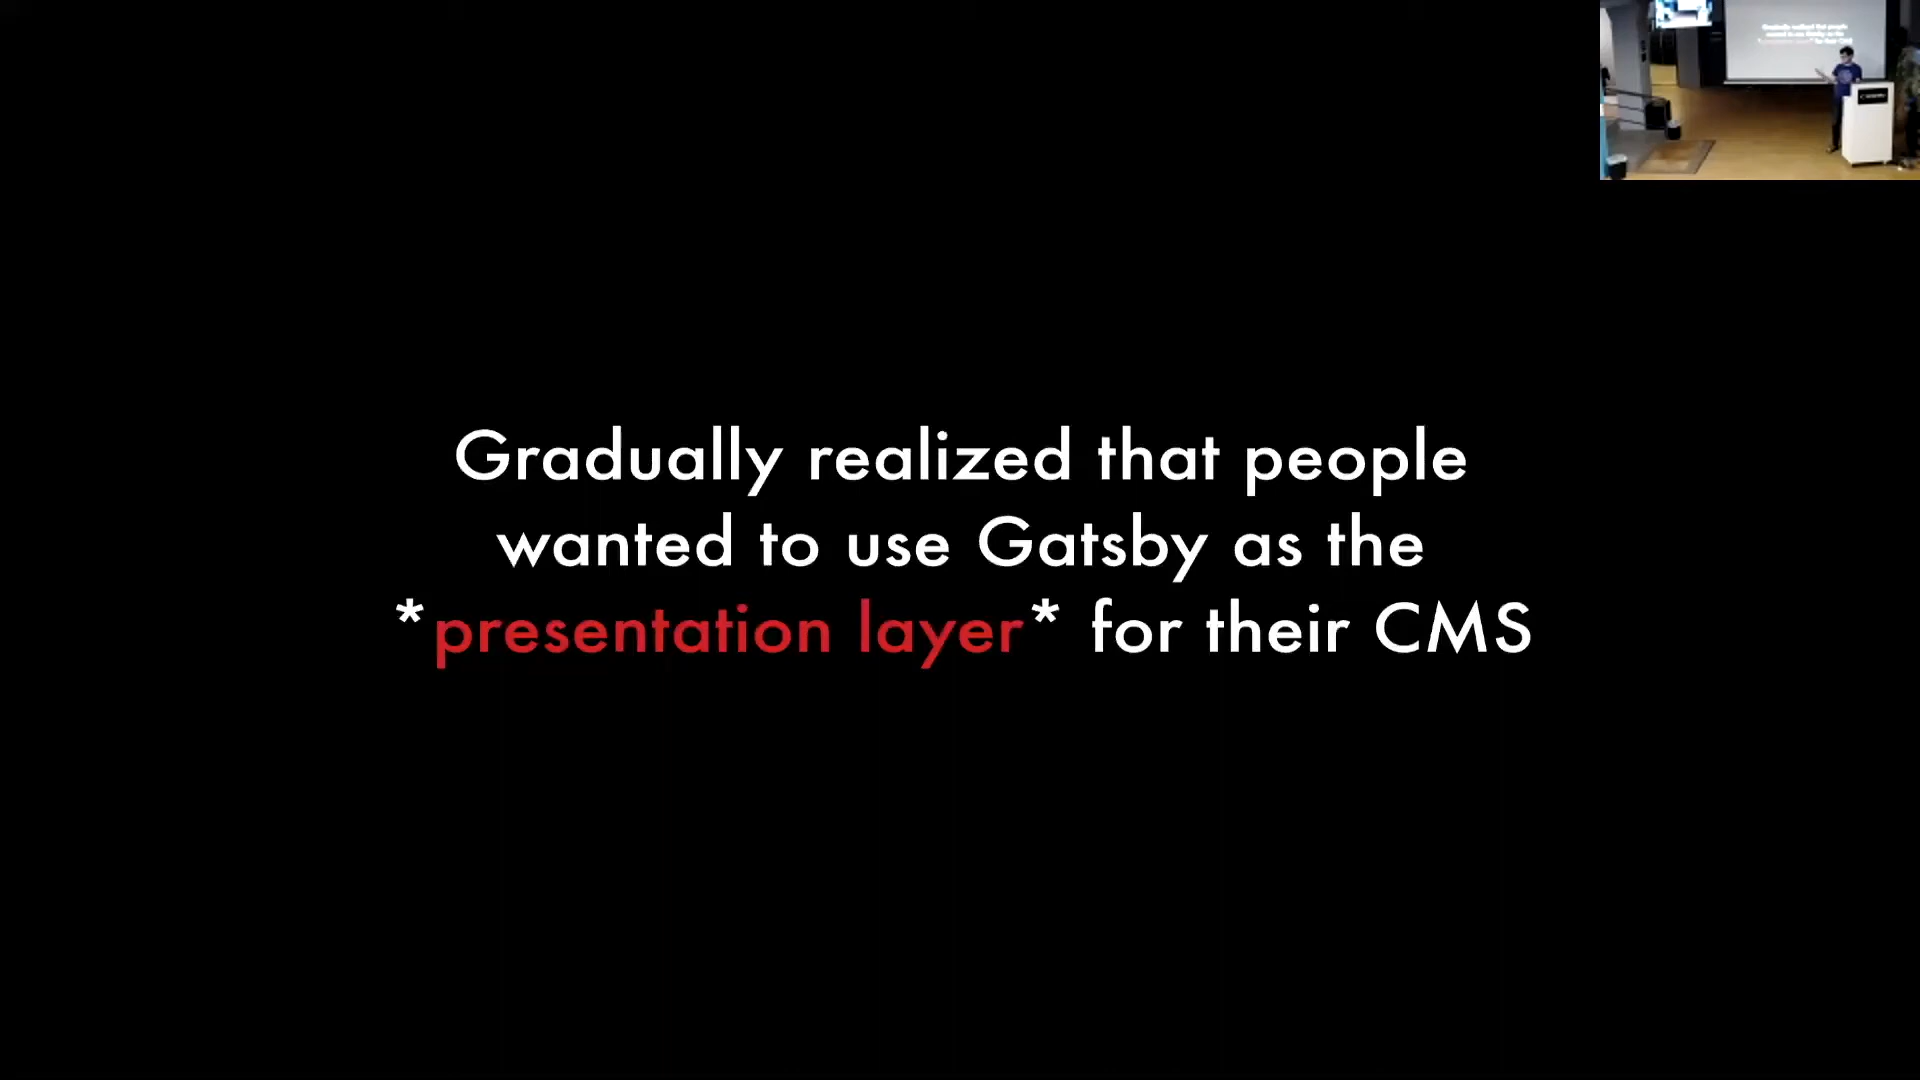 Gradually realized that people
wanted to use Gatsby as the
*presentation layer* for their CMS